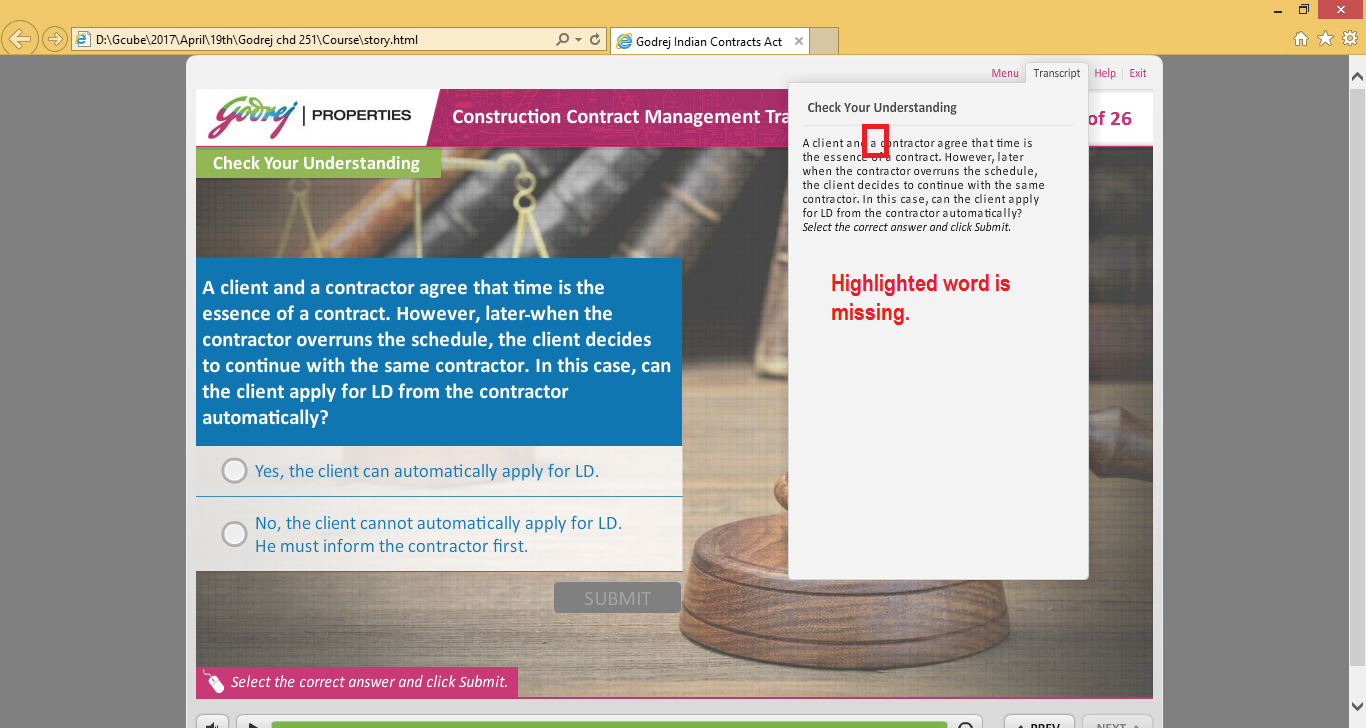 D:\Gcube\2017\April\19th\Godrej chd 251\Course\story.html
Godrej Indian Contracts Act
Menu
Transcript
Help
Exit
Godrej | PROPERTIES
Construction Contract Management Tra
of 26
Check Your Understanding
A client and a contractor agree that time is the
essence of a contract. However, later-when the
contractor overruns the schedule, the client decides
to continue with the same contractor. In this case, can
the client apply for LD from the contractor
automatically?
Yes, the client can automatically apply for LD.
No, the client cannot automatically apply for LD.
He must inform the contractor first.
SUBMIT
Select the correct answer and click Submit.
Check Your Understanding
A client and a contractor agree that time is
the essence of a contract. However, later
when the contractor overruns the schedule,
the client decides to continue with the same
contractor. In this case, can the client apply
for LD from the contractor automatically?
Select the correct answer and click Submit.
Highlighted word is
missing.
PREV
NEXT